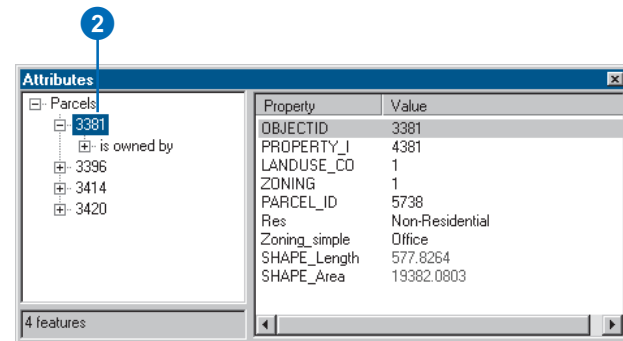 2
Attributes
Parcels
3381
is owned by
3396
3414
3420
4 features
Property Value
OBJECTID 3381
PROPERTY_I 4381
LANDUSE_CO 1
ZONING 1
PARCEL_ID 5738
Res Non-Residential
Zoning_simple Office
SHAPE_Length 577.8264
SHAPE_Area 19382.0803